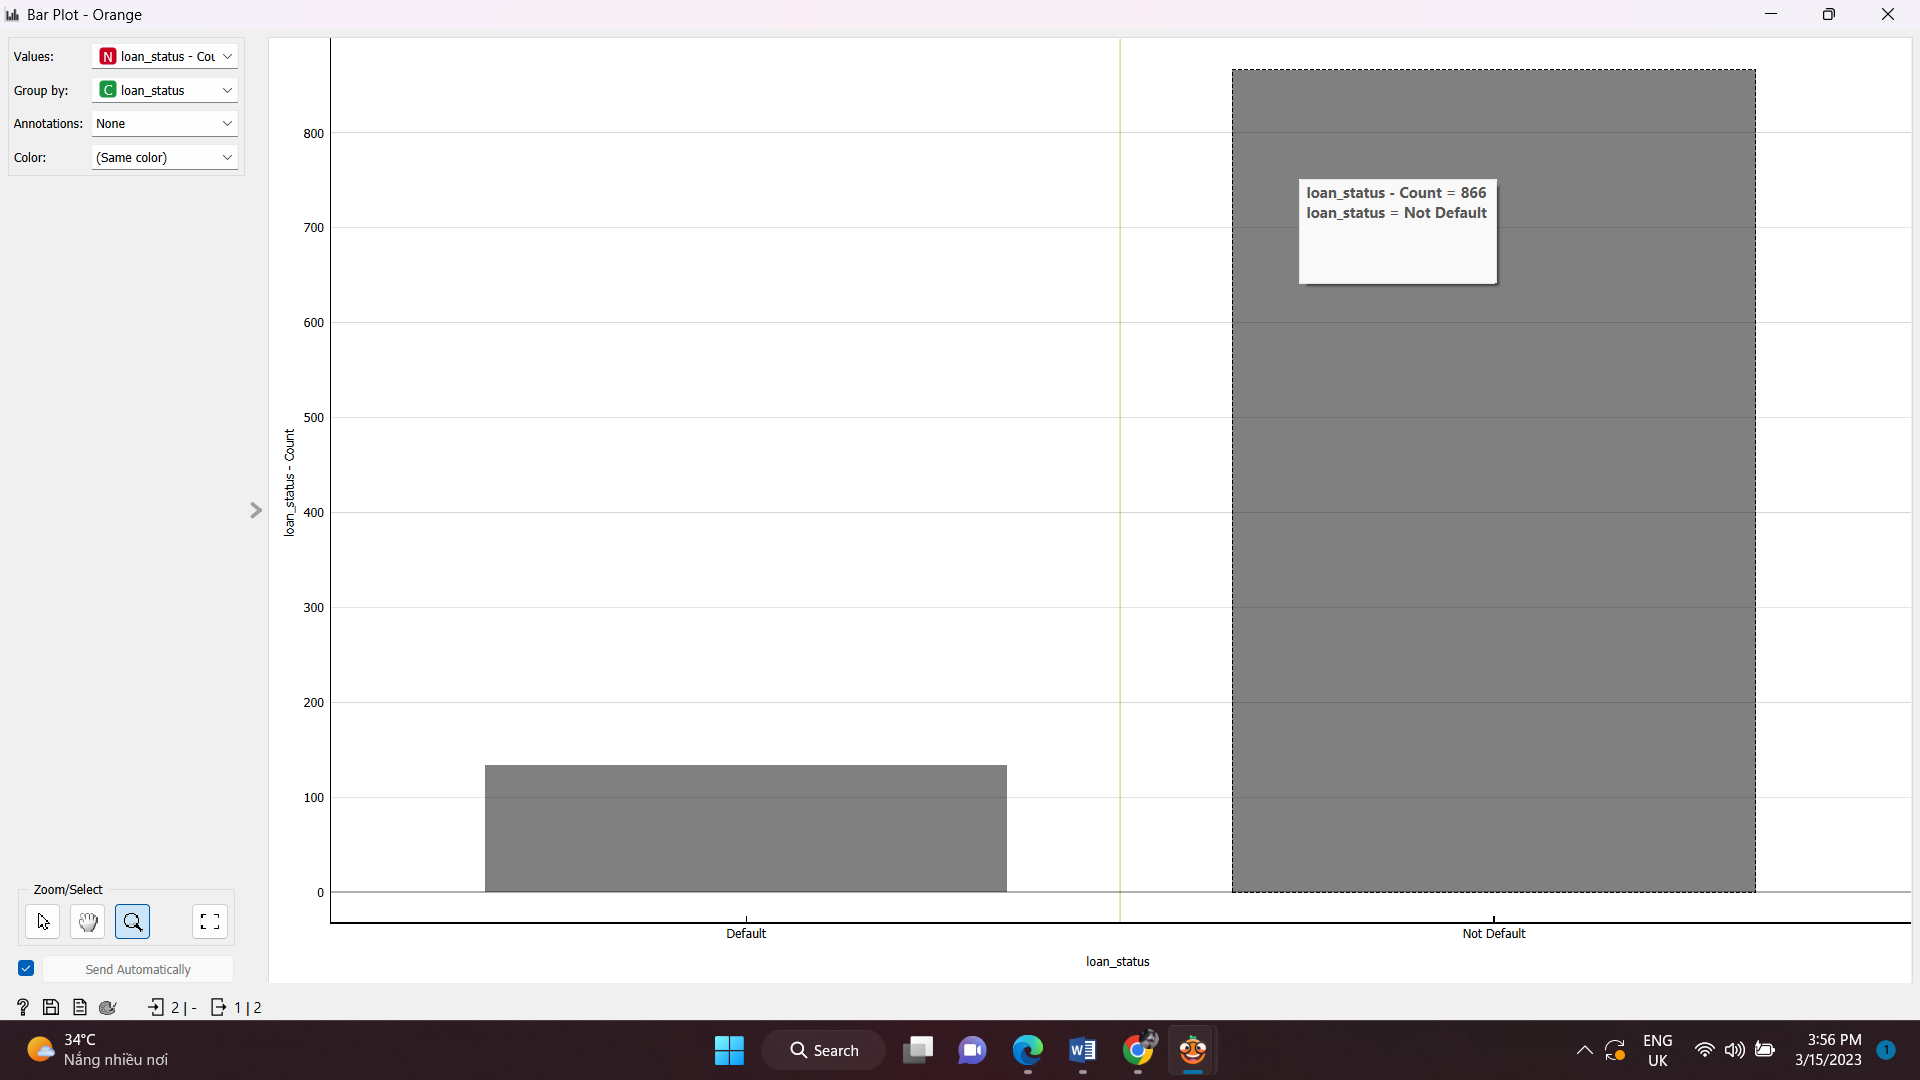 Bar Plot - Orange
Values: N loan_status - Cou
Group by: C loan_status
Annotations: None
Color: (Same color)
800
700
600
500
400
300
200
100
0
loan_status - Count
loan_status - Count = 866
loan_status = Not Default
Default
Not Default
loan_status
Zoom/Select
Send Automatically
? 2 | - 1 | 2
34°C
Nắng nhiều nơi
Search
ENG
UK
3:56 PM
3/15/2023
1